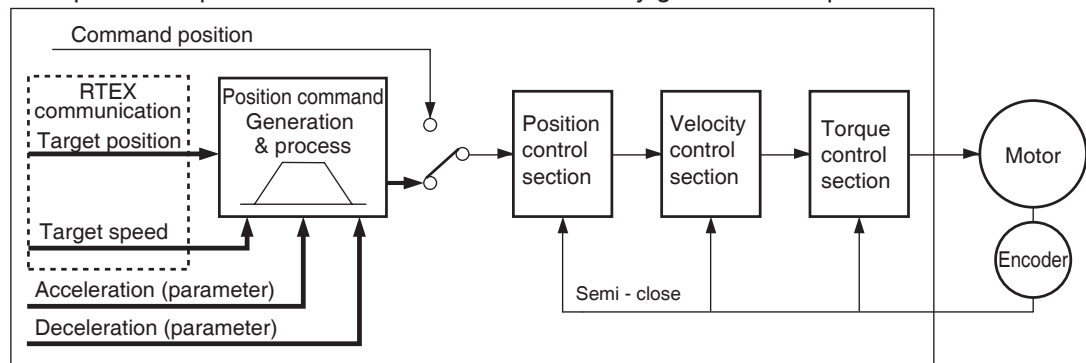 Command position
RTEX
communication
Target position
Target speed
Acceleration (parameter)
Deceleration (parameter)
Position command
Generation
& process
Position
control
section
Velocity
control
section
Torque
control
section
Motor
Encoder
Semi - close